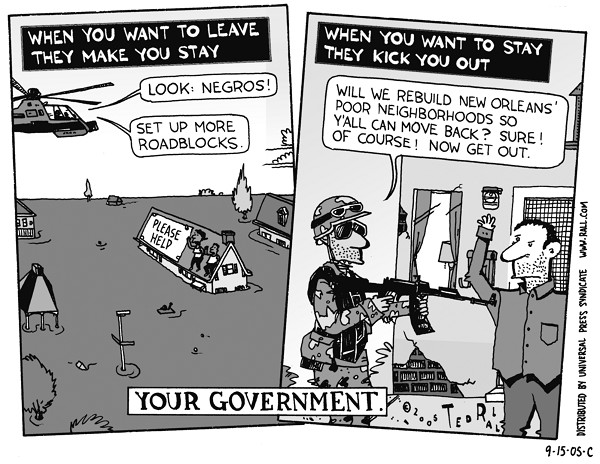 WHEN YOU WANT TO LEAVE
THEY MAKE YOU STAY
LOOK: NEGROS!
SET UP MORE
ROADBLOCKS.
PLEASE
HELP
WHEN YOU WANT TO STAY
THEY KICK YOU OUT
WILL WE REBUILD NEW ORLEANS'
POOR NEIGHBORHOODS SO
Y'ALL CAN MOVE BACK? SURE!
OF COURSE! NOW GET OUT.
YOUR GOVERNMENT.
©2005 TED RALL
DISTRIBUTED BY UNIVERSAL PRESS SYNDICATE WWW.RALL.COM
9-15-05-C